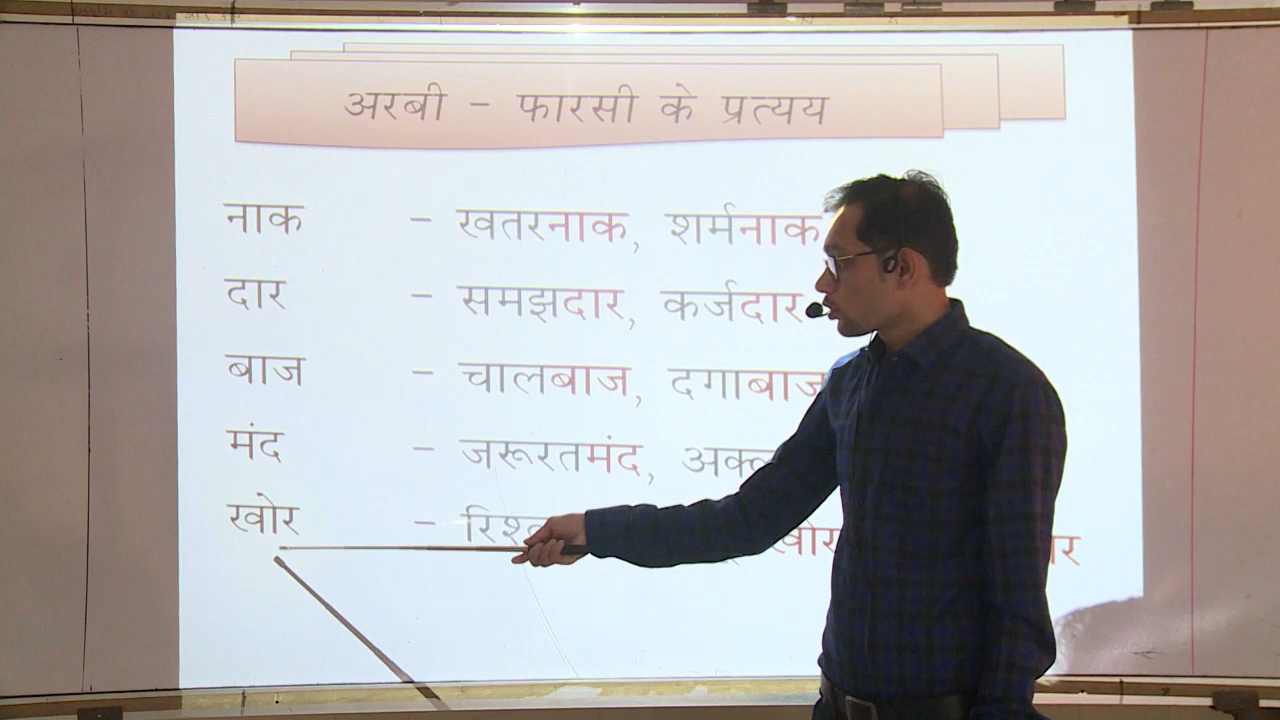 अरबी - फारसी के प्रत्यय
नाक - खतरनाक, शर्मनाक
दार - समझदार, कर्जदार
बाज - चालबाज, दगाबाज
मंद - जरूरतमंद,
खोर -